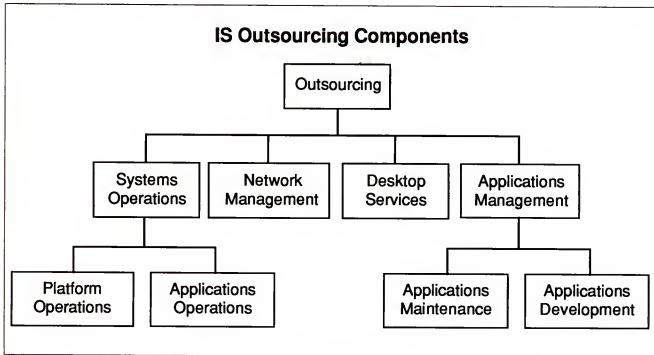 IS Outsourcing Components
Outsourcing
Systems
Operations
Network
Management
Desktop
Services
Applications
Management
Platform
Operations
Applications
Operations
Applications
Maintenance
Applications
Development